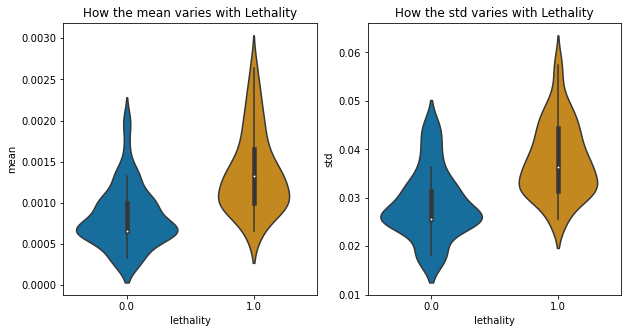 How the mean varies with Lethality
How the std varies with Lethality
0.0030
0.0025
0.0020
0.0015
0.0010
0.0005
0.0000
mean
0.0
1.0
lethality
0.06
0.05
0.04
0.03
0.02
0.01
std
0.0
1.0
lethality